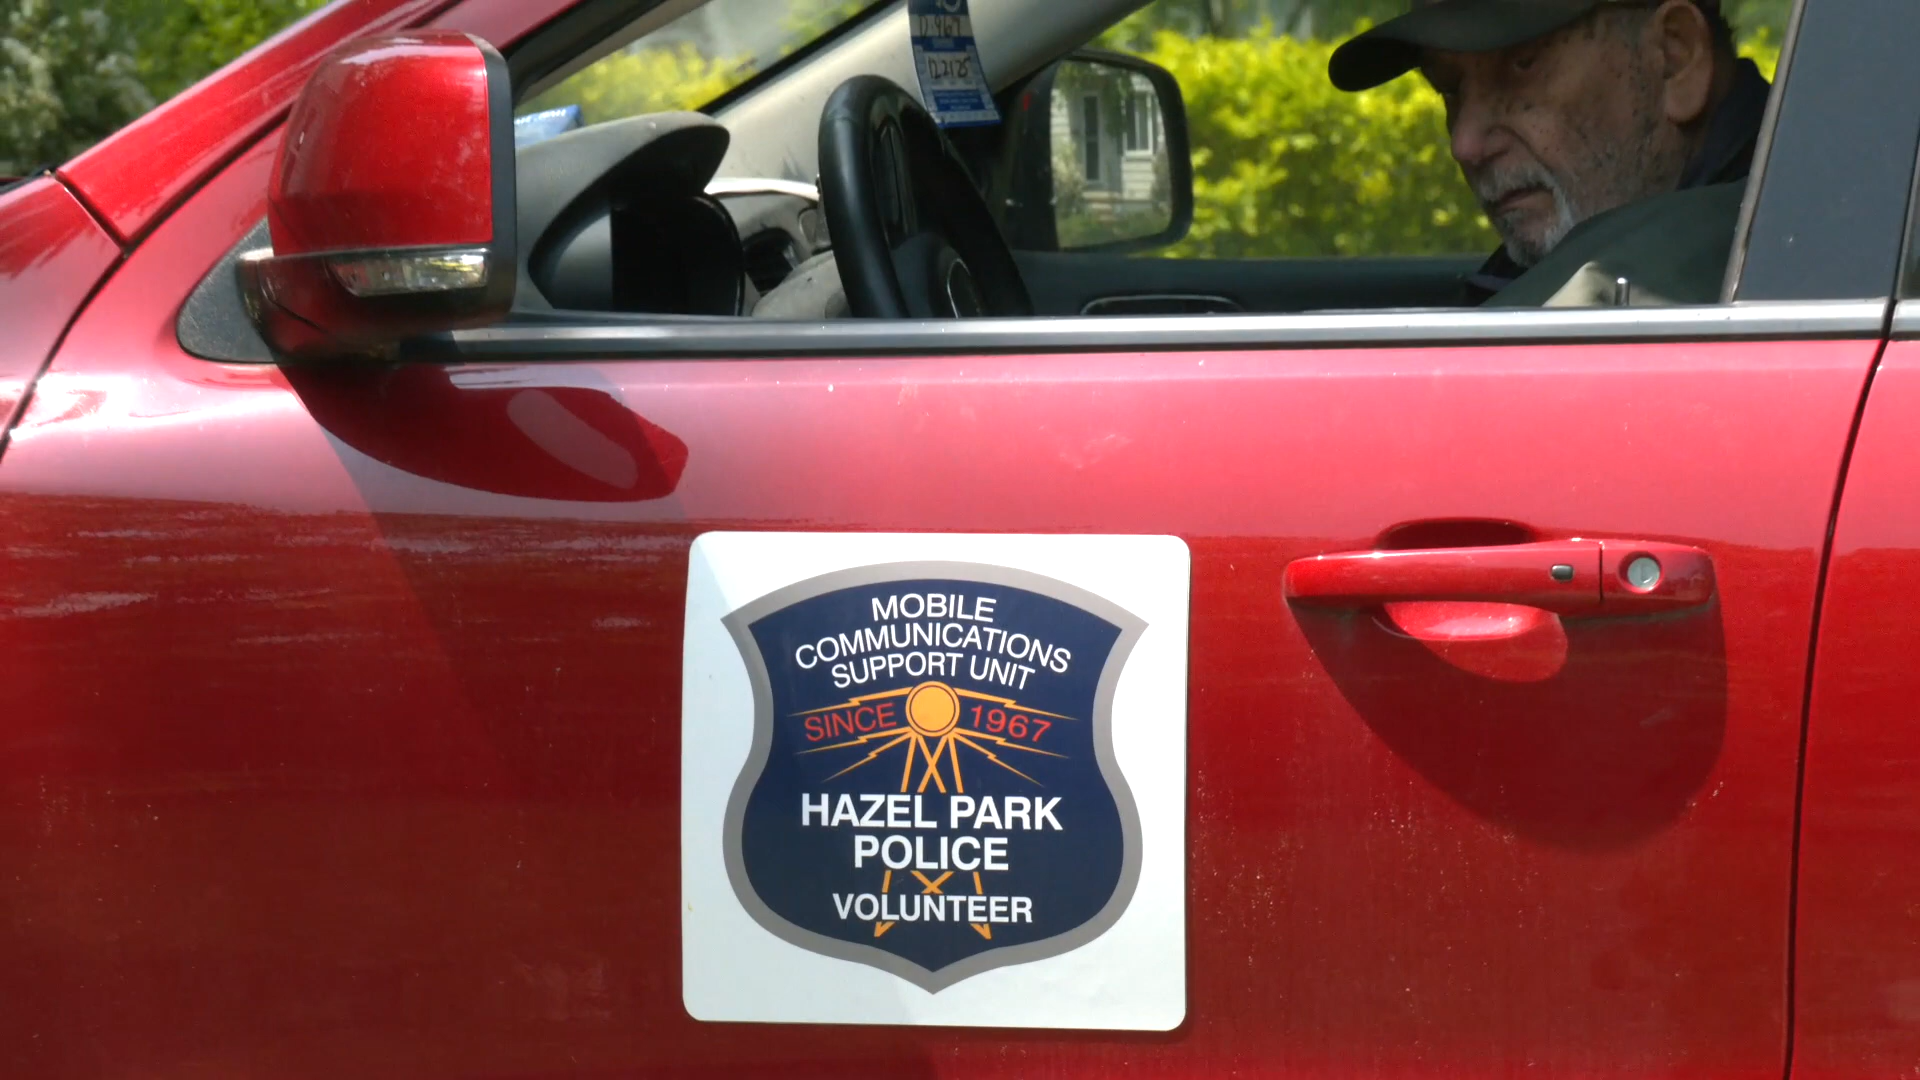 MOBILE
COMMUNICATIONS
SUPPORT UNIT
SINCE 1967
HAZEL PARK
POLICE
VOLUNTEER